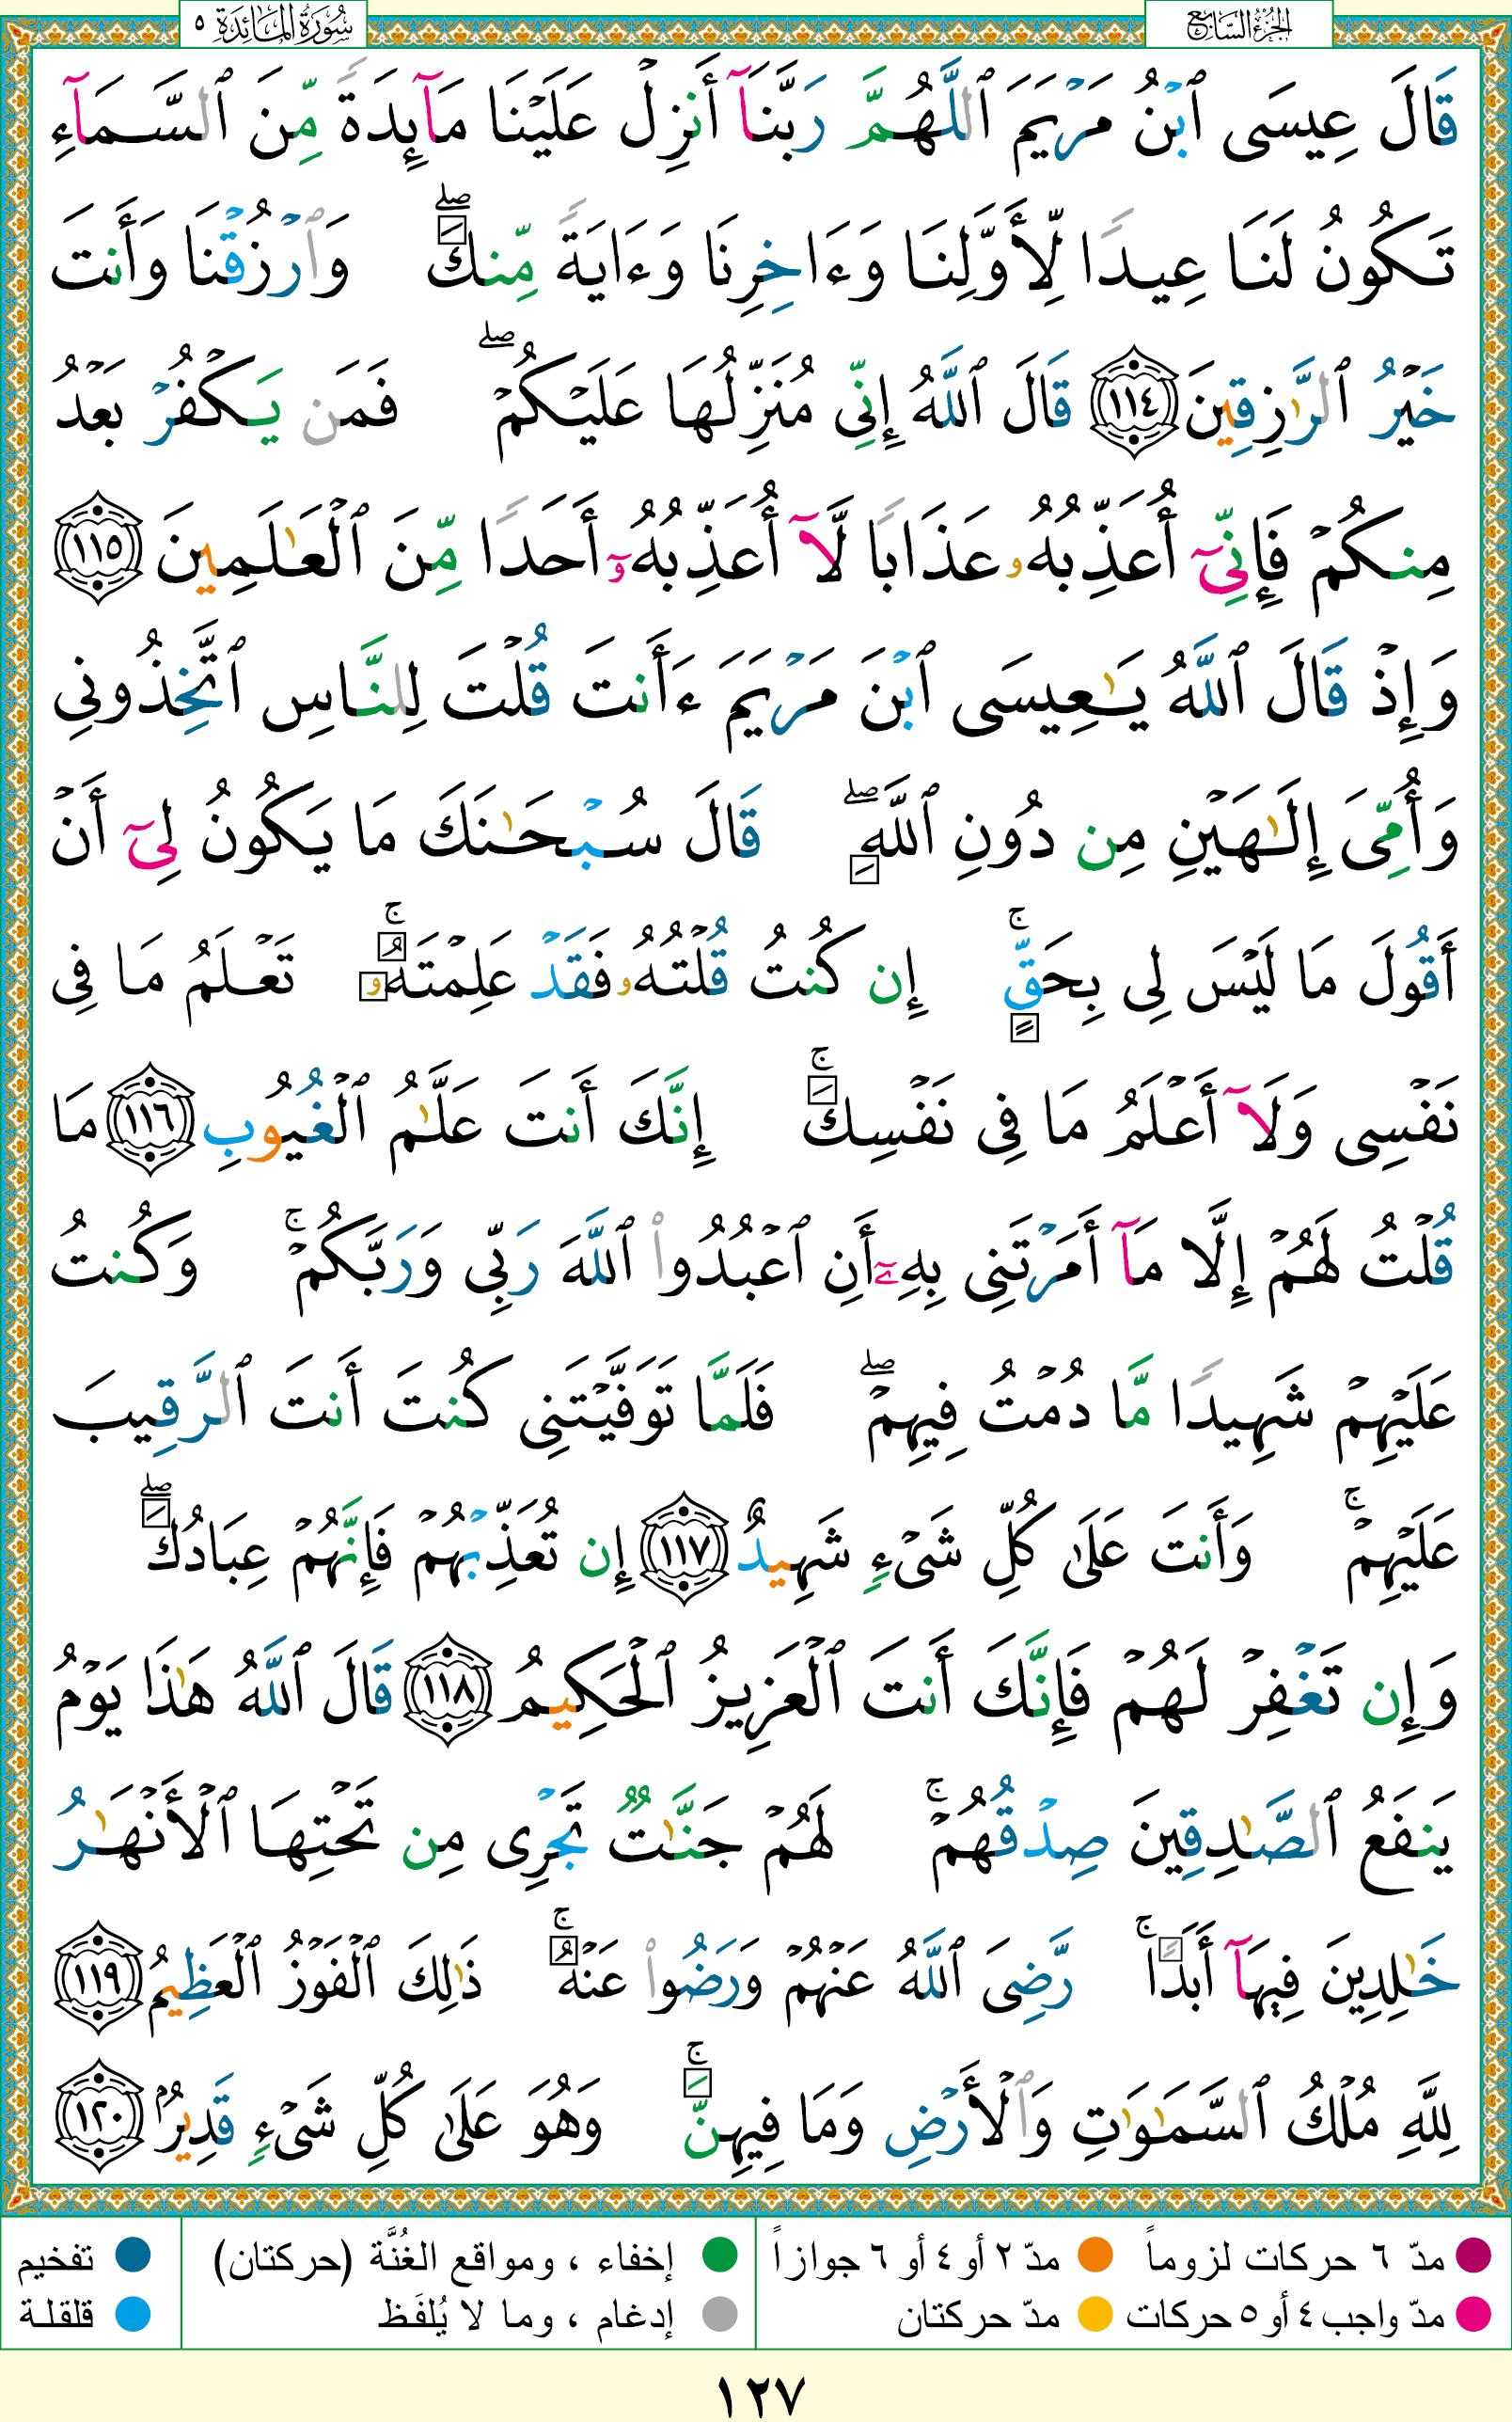 الجزء السابع
سورة المائدة ٥
قَالَ عِيسَى ٱبْنُ مَرْيَمَ ٱللَّهُمَّ رَبَّنَآ أَنزِلْ عَلَيْنَا مَآئِدَةً مِّنَ ٱلسَّمَآءِ
تَكُونُ لَنَا عِيدًا لِّأَوَّلِنَا وَءَاخِرِنَا وَءَايَةً مِّنكَ ۖ وَٱرْزُقْنَا وَأَنتَ
خَيْرُ ٱلرَّٰزِقِينَ ١١٤ قَالَ ٱللَّهُ إِنِّى مُنَزِّلُهَا عَلَيْكُمْ ۖ فَمَن يَكْفُرْ بَعْدُ
مِنكُمْ فَإِنِّىٓ أُعَذِّبُهُۥ عَذَابًا لَّآ أُعَذِّبُهُۥٓ أَحَدًا مِّنَ ٱلْعَٰلَمِينَ ١١٥
وَإِذْ قَالَ ٱللَّهُ يَٰعِيسَى ٱبْنَ مَرْيَمَ ءَأَنتَ قُلْتَ لِلنَّاسِ ٱتَّخِذُونِى
وَأُمِّىَ إِلَٰهَيْنِ مِن دُونِ ٱللَّهِ ۖ قَالَ سُبْحَٰنَكَ مَا يَكُونُ لِىٓ أَنْ
أَقُولَ مَا لَيْسَ لِى بِحَقٍّ ۚ إِن كُنتُ قُلْتُهُۥ فَقَدْ عَلِمْتَهُۥ ۚ تَعْلَمُ مَا فِى
نَفْسِى وَلَآ أَعْلَمُ مَا فِى نَفْسِكَ ۚ إِنَّكَ أَنتَ عَلَّٰمُ ٱلْغُيُوبِ ١١٦ مَا
قُلْتُ لَهُمْ إِلَّا مَآ أَمَرْتَنِى بِهِۦٓ أَنِ ٱعْبُدُوا۟ ٱللَّهَ رَبِّى وَرَبَّكُمْ ۚ وَكُنتُ
عَلَيْهِمْ شَهِيدًا مَّا دُمْتُ فِيهِمْ ۖ فَلَمَّا تَوَفَّيْتَنِى كُنتَ أَنتَ ٱلرَّقِيبَ
عَلَيْهِمْ ۚ وَأَنتَ عَلَىٰ كُلِّ شَىْءٍ شَهِيدٌ ١١٧ إِن تُعَذِّبْهُمْ فَإِنَّهُمْ عِبَادُكَ ۖ
وَإِن تَغْفِرْ لَهُمْ فَإِنَّكَ أَنتَ ٱلْعَزِيزُ ٱلْحَكِيمُ ١١٨ قَالَ ٱللَّهُ هَٰذَا يَوْمُ
يَنفَعُ ٱلصَّٰدِقِينَ صِدْقُهُمْ ۚ لَهُمْ جَنَّٰتٌ تَجْرِى مِن تَحْتِهَا ٱلْأَنْهَٰرُ
خَٰلِدِينَ فِيهَآ أَبَدًا ۚ رَّضِىَ ٱللَّهُ عَنْهُمْ وَرَضُوا۟ عَنْهُ ۚ ذَٰلِكَ ٱلْفَوْزُ ٱلْعَظِيمُ ١١٩
لِلَّهِ مُلْكُ ٱلسَّمَٰوَٰتِ وَٱلْأَرْضِ وَمَا فِيهِنَّ ۚ وَهُوَ عَلَىٰ كُلِّ شَىْءٍ قَدِيرٌۢ ١٢٠
مدّ ٦ حركات لزوماً مدّ ٢ أو ٤ أو ٦ جوازاً إخفاء ، ومواقع الغُنَّة (حركتان) تفخيم
مدّ واجب ٤ أو ٥ حركات مدّ حركتان إدغام ، وما لا يُلفَظ قلقلة
١٢٧